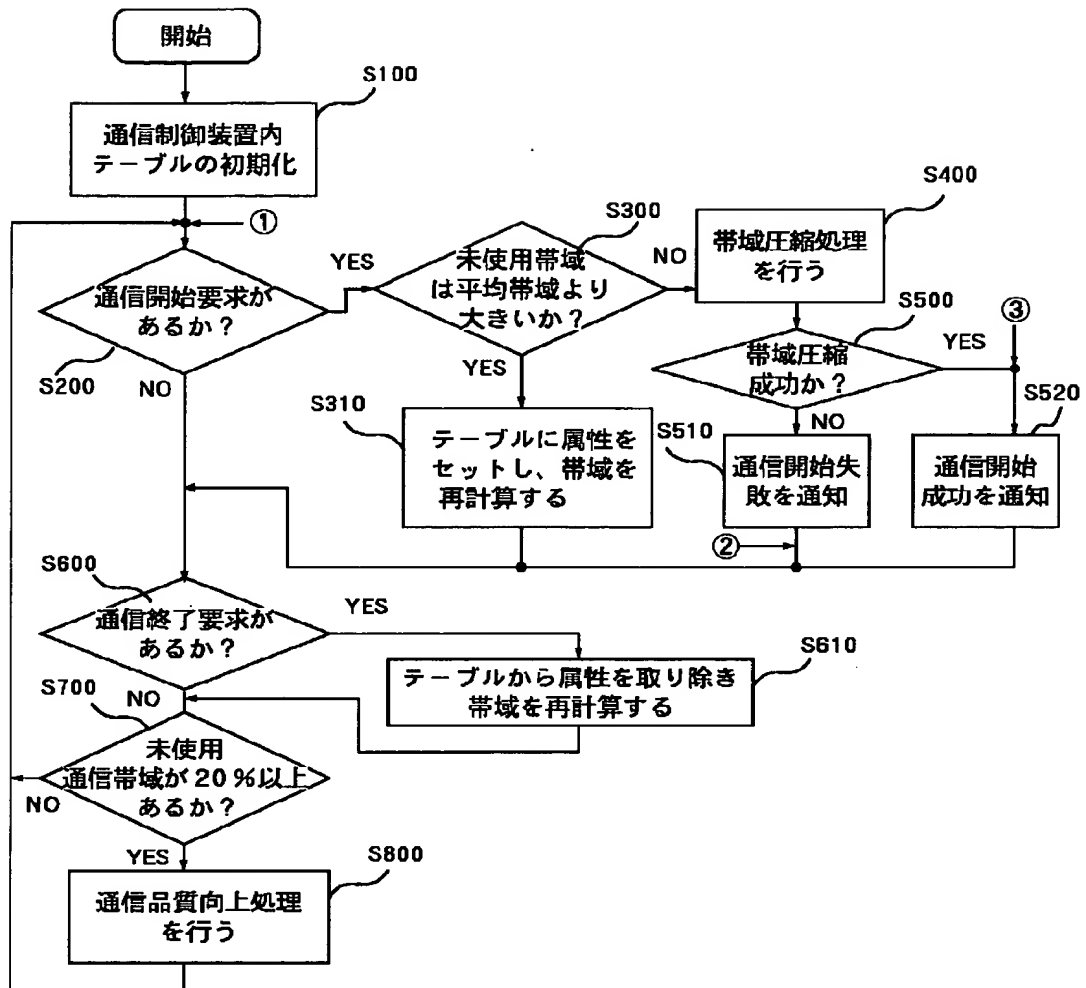 開始
S100
通信制御装置内
テーブルの初期化
①
S200
通信開始要求が
あるか？
YES
NO
S300
未使用帯域
は平均帯域より
大きいか？
NO
YES
S310
テーブルに属性を
セットし、帯域を
再計算する
S400
帯域圧縮処理
を行う
S500
帯域圧縮
成功か？
YES
NO
③
S510
通信開始失
敗を通知
S520
通信開始
成功を通知
②
S600
通信終了要求が
あるか？
YES
NO
S610
テーブルから属性を取り除き
帯域を再計算する
S700
未使用
通信帯域が20％以上
あるか？
NO
YES
S800
通信品質向上処理
を行う